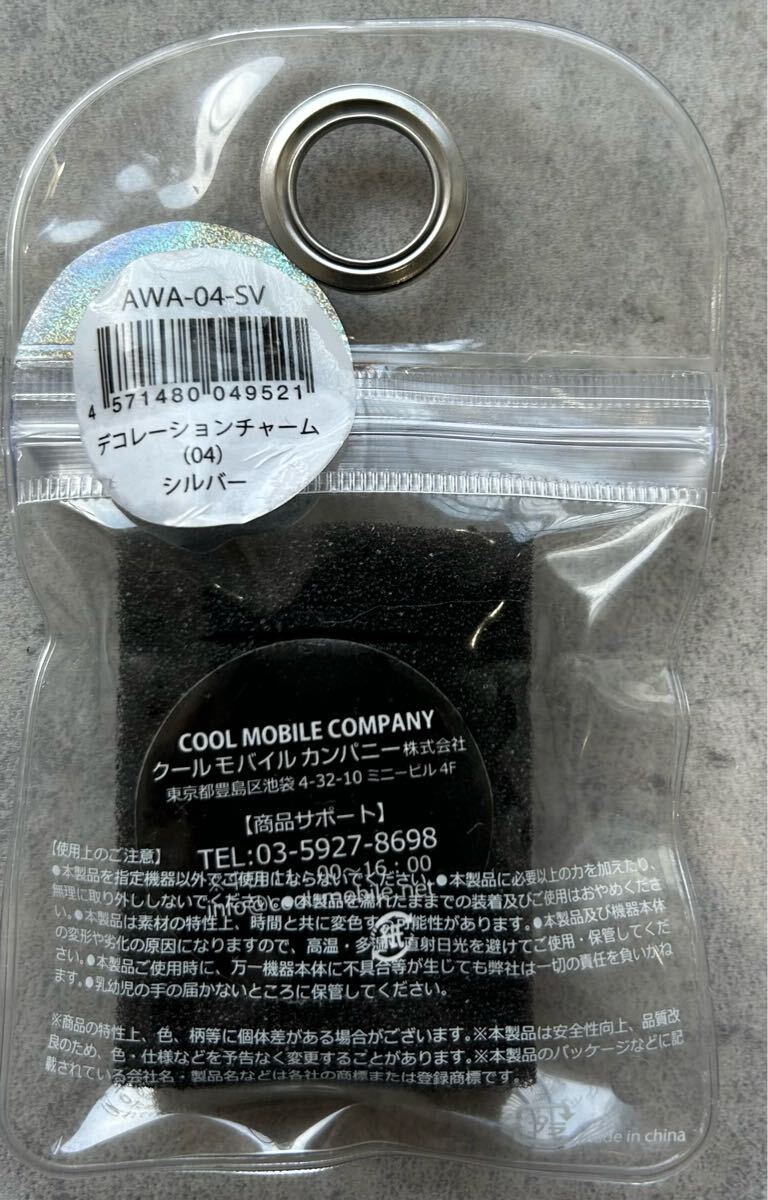 AWA-04-SV
4 571480 049521
デコレーションチャーム
(04)
シルバー
COOL MOBILE COMPANY
クールモバイルカンパニー株式会社
東京都豊島区池袋 4-32-10 ミニービル 4F
【商品サポート】
TEL:03-5927-8698
00~16:00
info@coolmobile.net
【使用上のご注意】
●本製品を指定機器以外でご使用にならないでください。●本製品に必要以上の力を加えたり、
無理に取り外ししないでください。●本製品で濡れたままでの装着及びご使用はおやめくださ
い。●本製品は素材の特性上、時間と共に変色する可能性があります。●本製品及び機器本体
の変形や劣化の原因になりますので、高温・多湿・直射日光を避けてご使用・保管してくだ
さい。●本製品ご使用時に、万一機器本体に不具合等が生じても弊社は一切の責任を負いかね
ます。●乳幼児の手の届かないところに保管してください。
※商品の特性上、色、柄等に個体差がある場合がございます。※本製品は安全性向上、品質改
良のため、色・仕様などを予告なく変更することがあります。※本製品のパッケージなどに記
載されている会社名・製品名などは各社の商標または登録商標です。
made in china